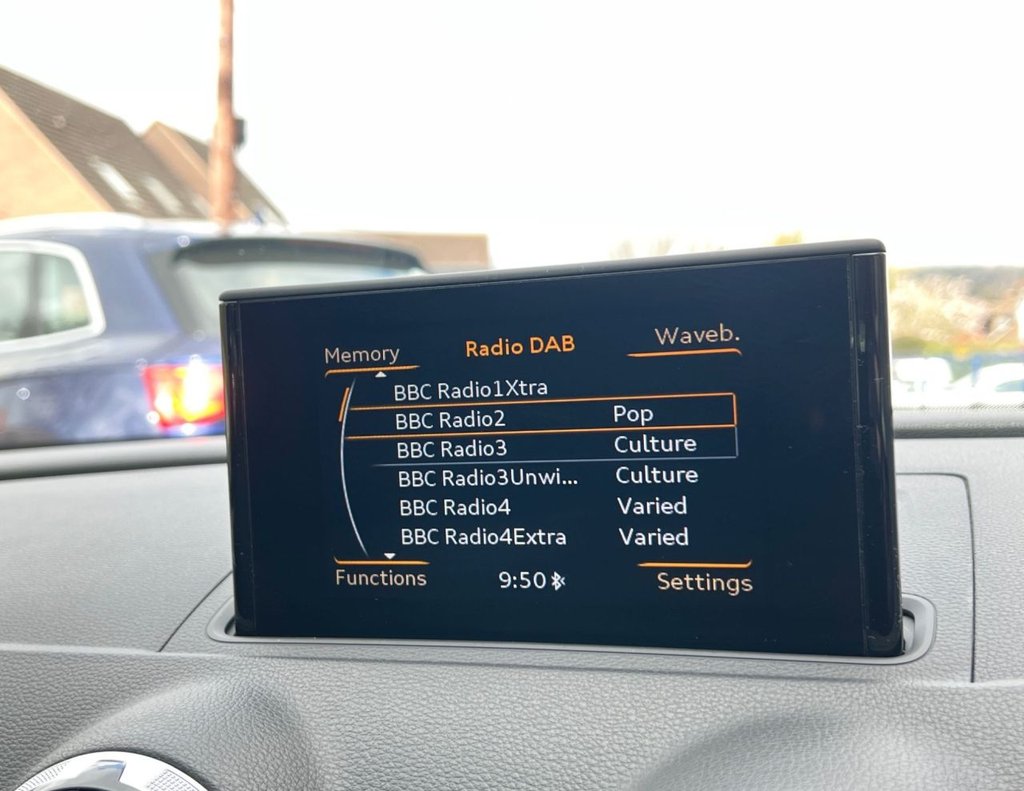 Memory Radio DAB Waveb.
BBC Radio1Xtra
BBC Radio2 Pop
BBC Radio3 Culture
BBC Radio3Unwi... Culture
BBC Radio4 Varied
BBC Radio4Extra Varied
Functions 9:50 Settings